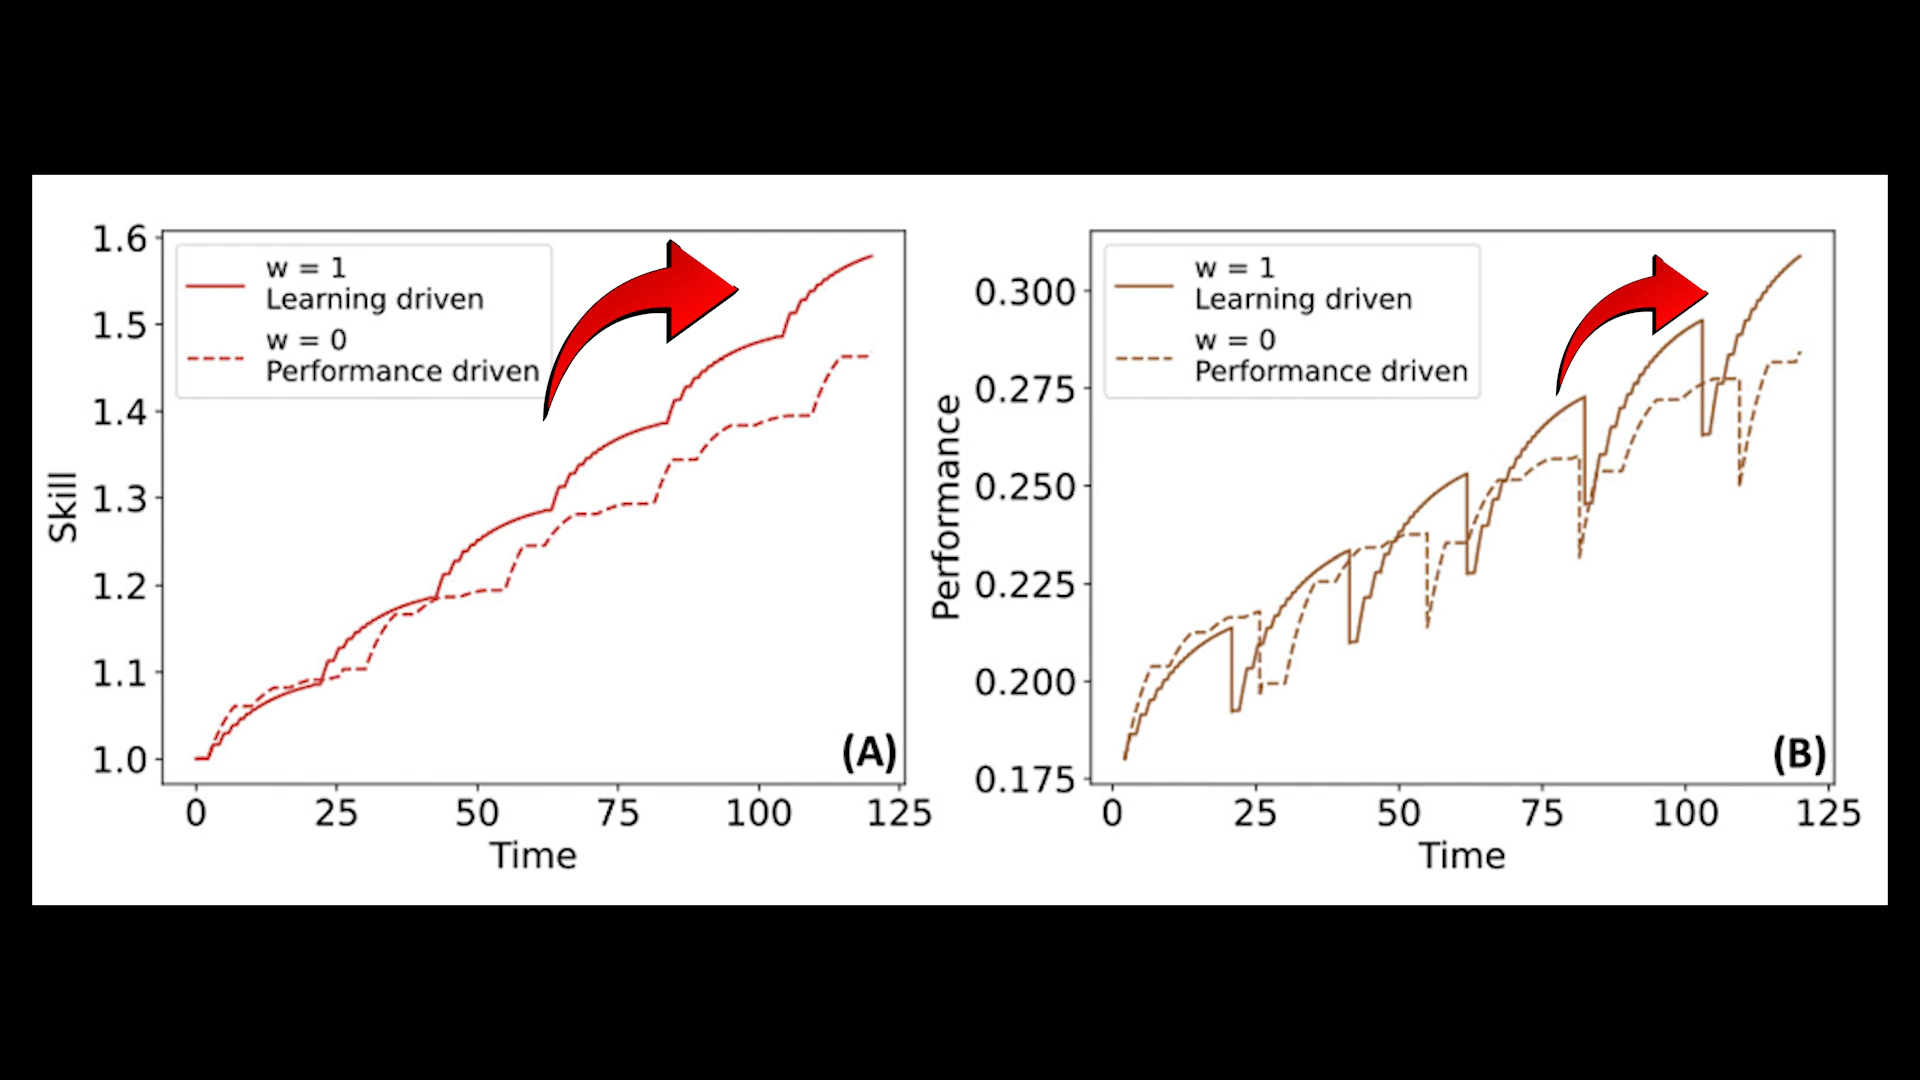 w = 1
Learning driven
w = 0
Performance driven
1.6
1.5
1.4
1.3
1.2
1.1
1.0
Skill
0
25
50
75
100
125
Time
(A)
w = 1
Learning driven
w = 0
Performance driven
0.300
0.275
0.250
0.225
0.200
0.175
Performance
0
25
50
75
100
125
Time
(B)